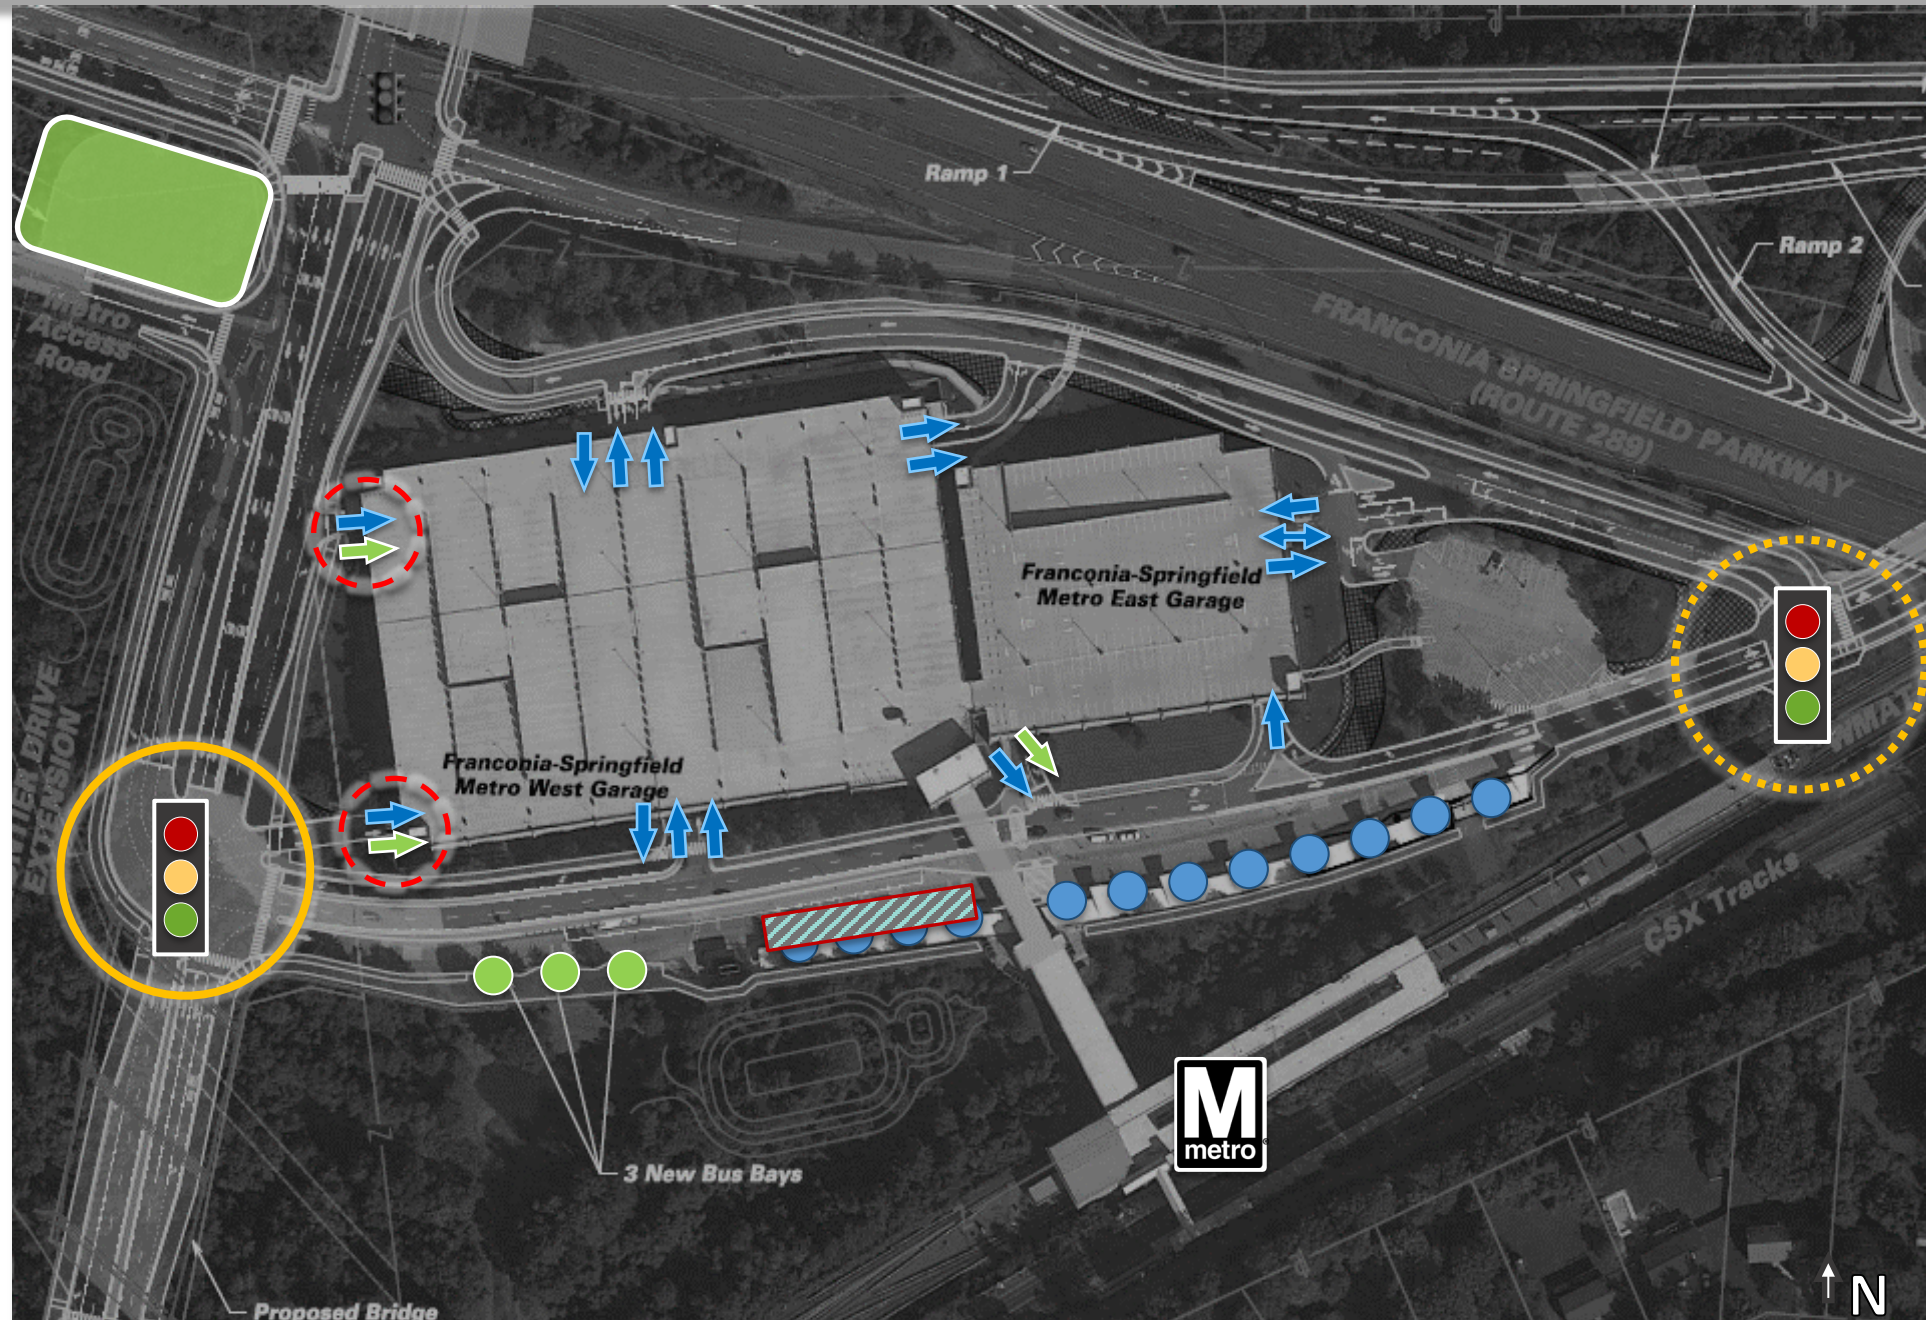 Ramp 1
Ramp 2
FRANCONIA SPRINGFIELD PARKWAY
(ROUTE 289)
Metro
Access
Road
Franconia-Springfield
Metro East Garage
Franconia-Springfield
Metro West Garage
DRIVE
EXTENSION
CSX Tracks
M
metro
3 New Bus Bays
Proposed Bridge
N